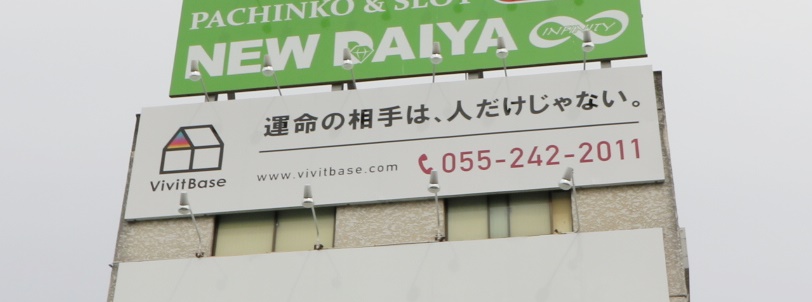 PACHINKO & SLOT
NEW DAIYA INFINITY
運命の相手は、人だけじゃない。
VivitBase
www.vivitbase.com 055-242-2011